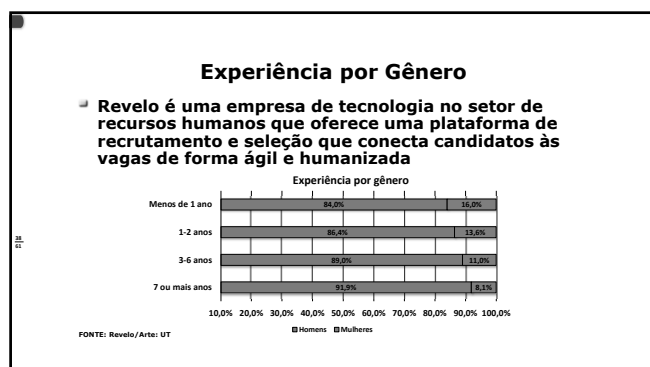 Experiência por Gênero
Revelo é uma empresa de tecnologia no setor de
recursos humanos que oferece uma plataforma de
recrutamento e seleção que conecta candidatos às
vagas de forma ágil e humanizada
Experiência por gênero
Menos de 1 ano 84,0% 16,0%
1-2 anos 86,4% 13,6%
3-6 anos 89,0% 11,0%
7 ou mais anos 91,9% 8,1%
10,0% 20,0% 30,0% 40,0% 50,0% 60,0% 70,0% 80,0% 90,0% 100,0%
Homens Mulheres
FONTE: Revelo/Arte: UT
38
61